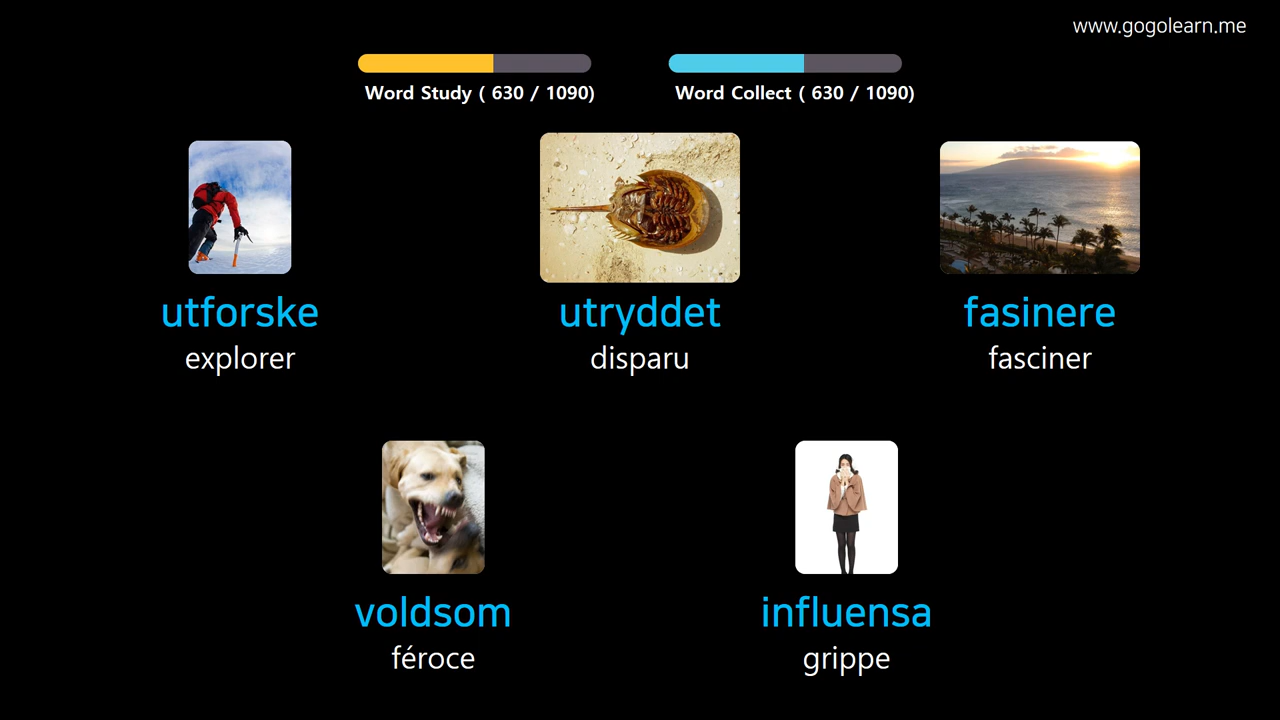 www.gogolearn.me
Word Study ( 630 / 1090)
Word Collect ( 630 / 1090)
utforske
explorer
utryddet
disparu
fasinere
fasciner
voldsom
féroce
influensa
grippe